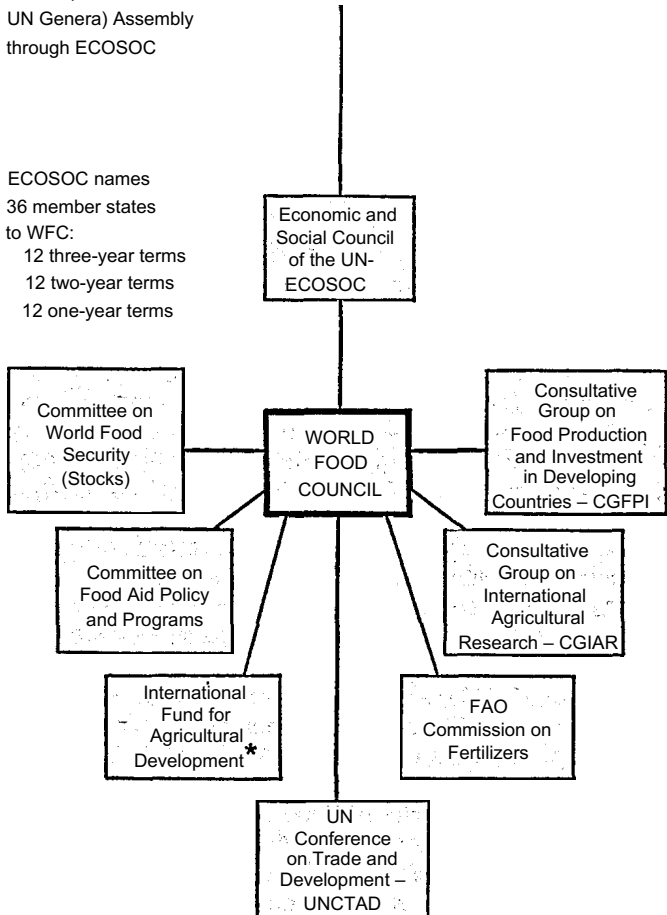 UN Genera) Assembly
through ECOSOC
ECOSOC names
36 member states
to WFC:
12 three-year terms
12 two-year terms
12 one-year terms
Economic and
Social Council
of the UN-
ECOSOC
Committee on
World Food
Security
(Stocks)
WORLD
FOOD
COUNCIL
Consultative
Group on
Food Production
and Investment
in Developing
Countries – CGFPI
Committee on
Food Aid Policy
and Programs
Consultative
Group on
International
Agricultural
Research – CGIAR
International
Fund for
Agricultural
Development*
FAO
Commission on
Fertilizers
UN
Conference
on Trade and
Development –
UNCTAD